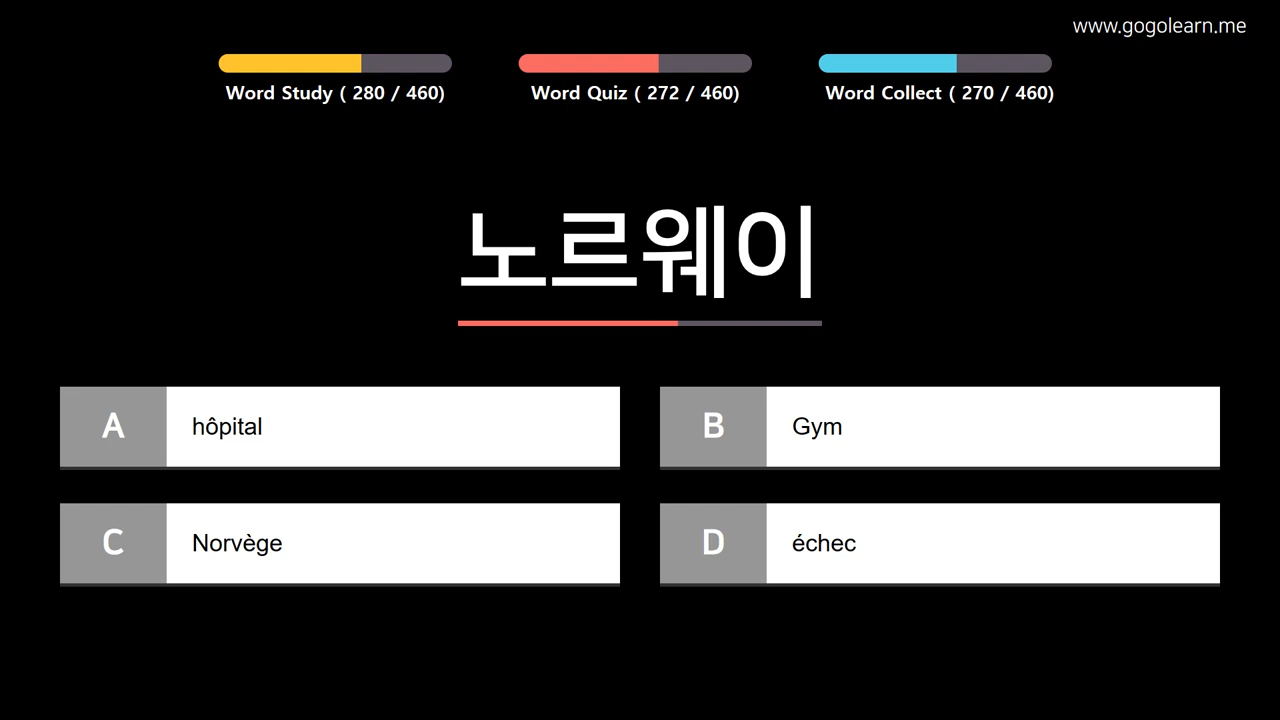 www.gogolearn.me
Word Study ( 280 / 460)
Word Quiz ( 272 / 460)
Word Collect ( 270 / 460)
노르웨이
A hôpital
B Gym
C Norvège
D échec